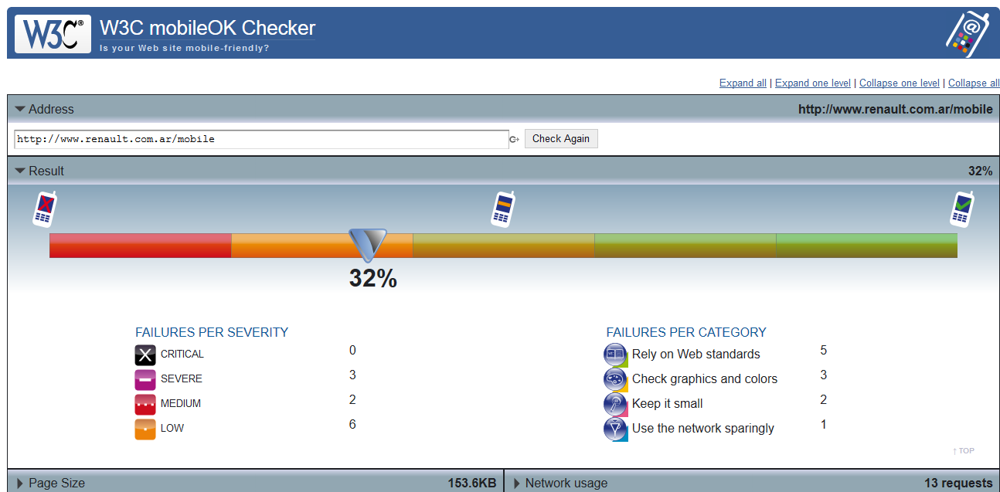 W3C®
W3C mobileOK Checker
Is your Web site mobile-friendly?
Expand all | Expand one level | Collapse one level | Collapse all
Address http://www.renault.com.ar/mobile
http://www.renault.com.ar/mobile Check Again
Result 32%
32%
FAILURES PER SEVERITY
CRITICAL 0
SEVERE 3
MEDIUM 2
LOW 6
FAILURES PER CATEGORY
Rely on Web standards 5
Check graphics and colors 3
Keep it small 2
Use the network sparingly 1
↑ TOP
Page Size 153.6KB
Network usage 13 requests